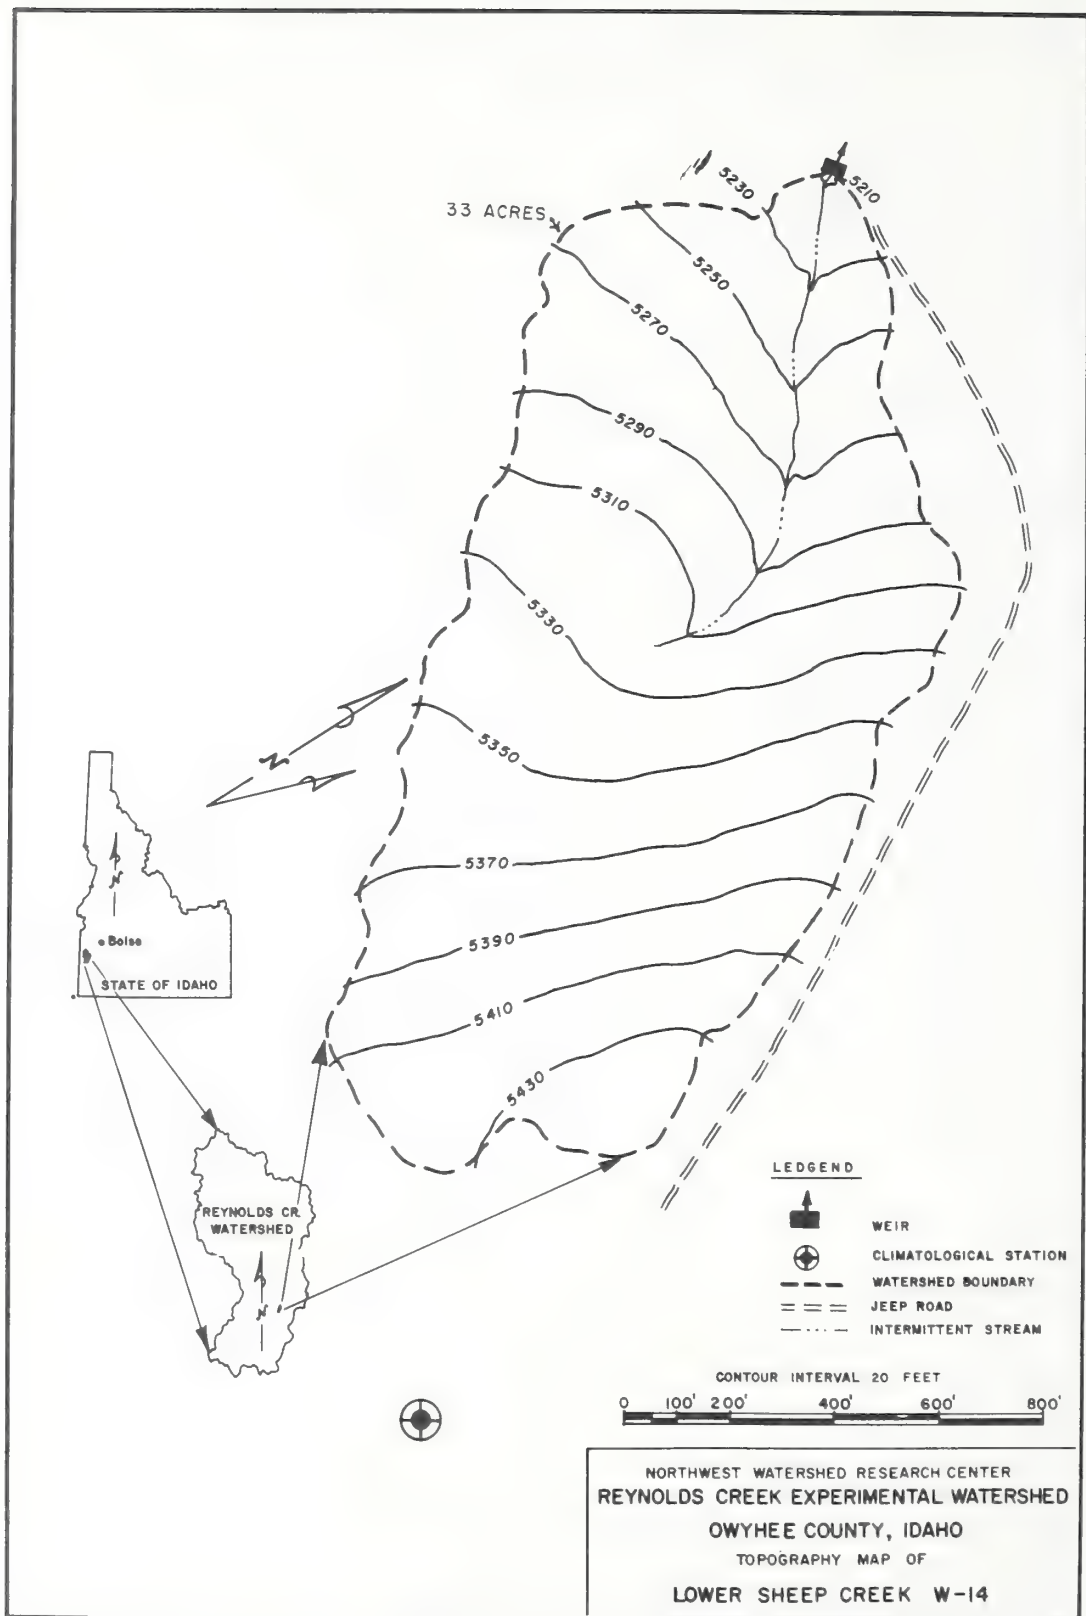 5230
5210
33 ACRES
5250
5270
5290
5310
5330
N
5350
5370
Boise
5390
STATE OF IDAHO
5410
5430
REYNOLDS CR.
WATERSHED
N
N
LEDGEND
WEIR
CLIMATOLOGICAL STATION
WATERSHED BOUNDARY
JEEP ROAD
INTERMITTENT STREAM
CONTOUR INTERVAL 20 FEET
0 100' 200' 400' 600' 800'
NORTHWEST WATERSHED RESEARCH CENTER
REYNOLDS CREEK EXPERIMENTAL WATERSHED
OWYHEE COUNTY, IDAHO
TOPOGRAPHY MAP OF
LOWER SHEEP CREEK W-14